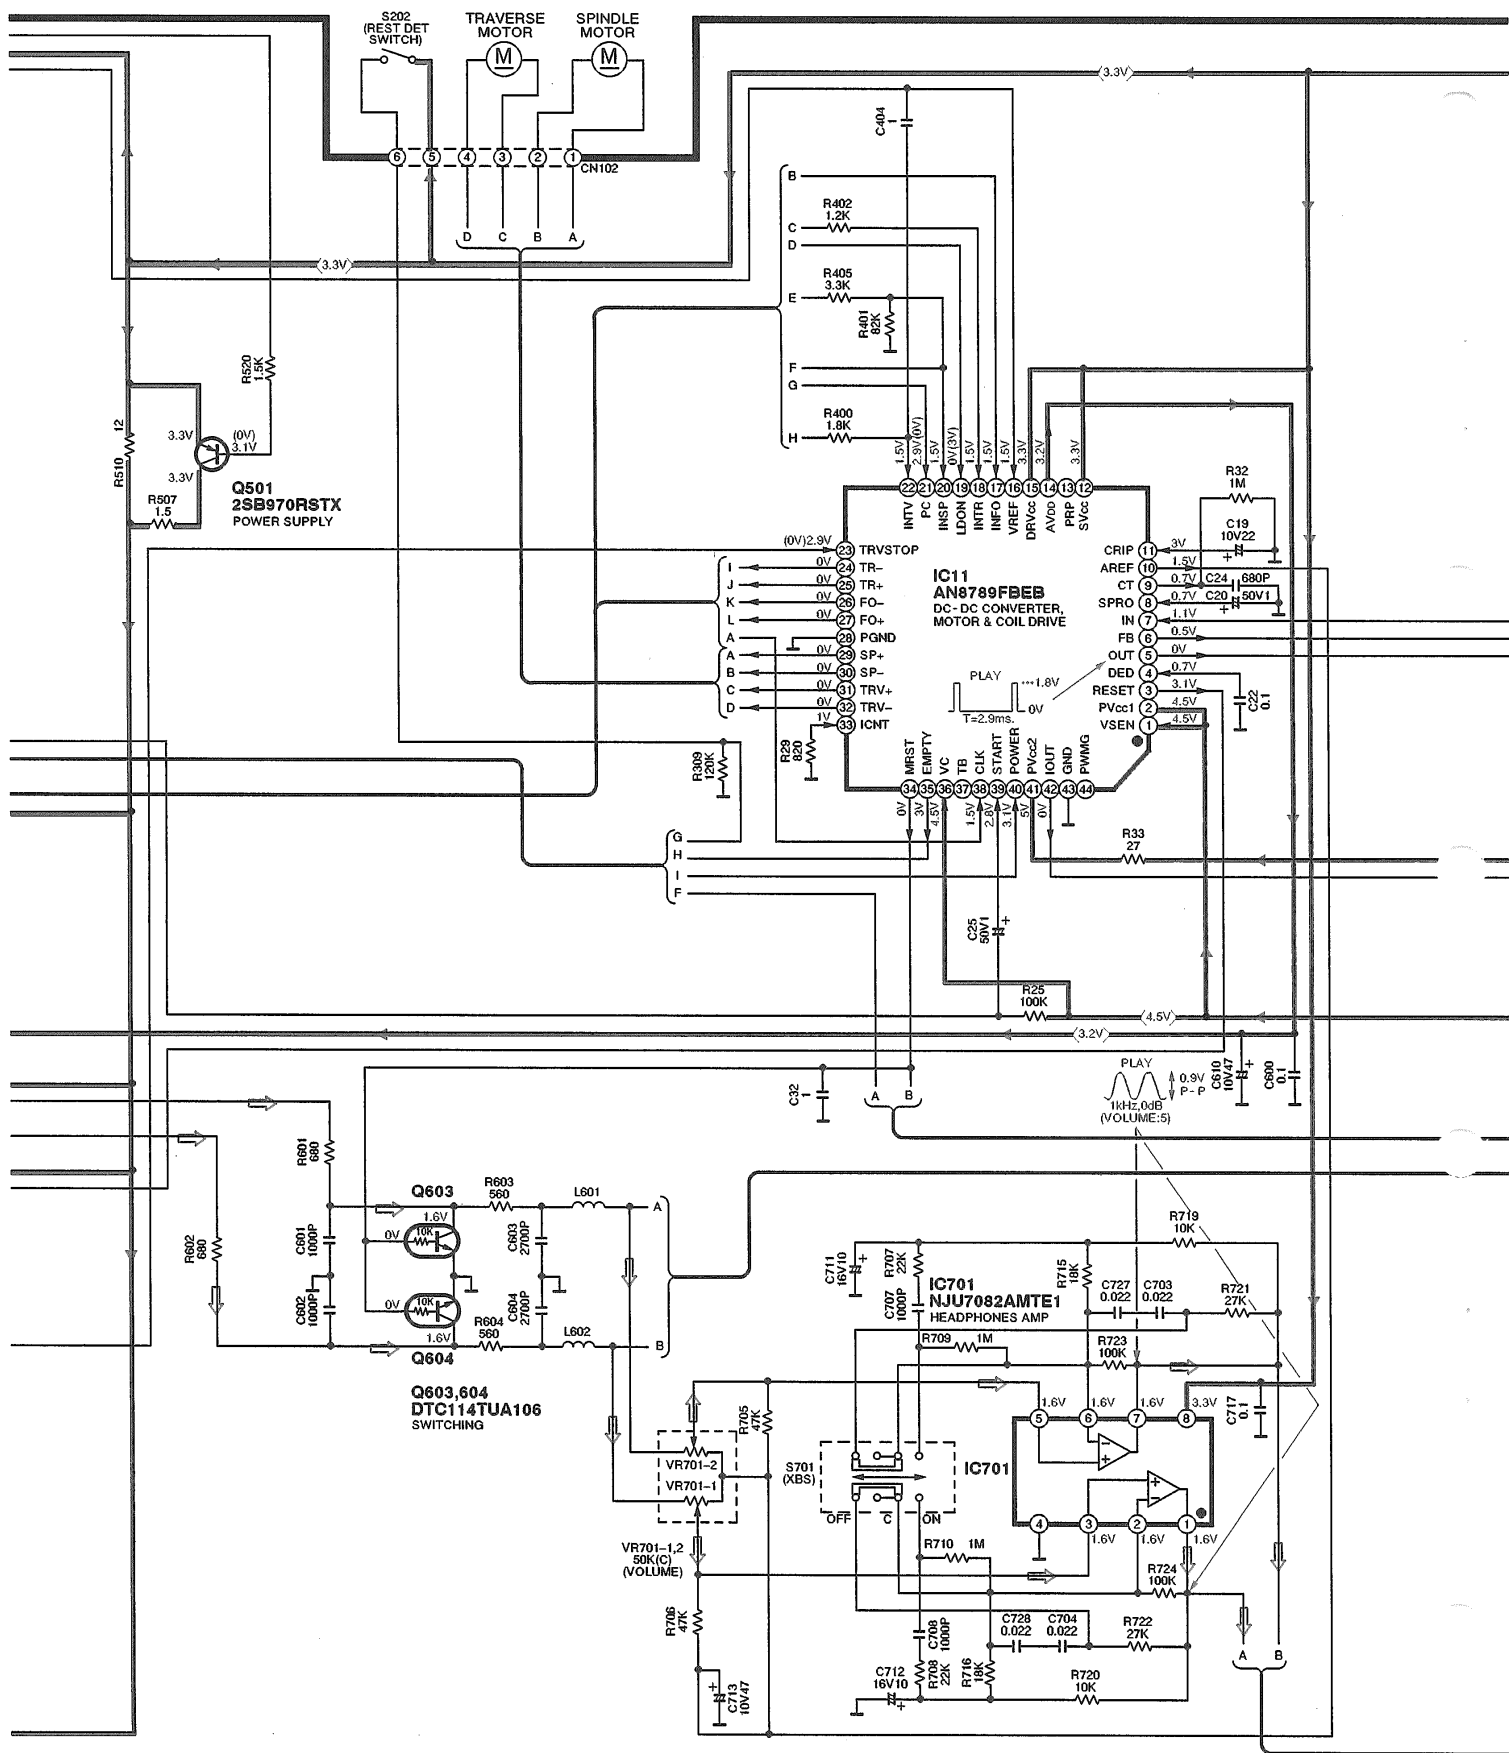 S202
(REST DET
SWITCH)
TRAVERSE
MOTOR
SPINDLE
MOTOR
M
M
(3.3V)
C404
1
6
5
4
3
2
1
CN102
B
R402
1.2K
C
D
D
C
B
A
(3.3V)
R405
3.3K
E
R401
82K
R520
1.5K
F
G
R400
1.8K
H
12
R510
3.3V
(0V)
3.1V
3.3V
Q501
2SB970RSTX
POWER SUPPLY
R507
1.5
1.5V
2.9V(0V)
1.5V
0V(3V)
1.5V
1.5V
1.5V
3.3V
3.2V
3.3V
22 21 20 19 18 17 16 15 14 13 12
INTV
PC
INSP
LDON
INTR
INFO
VREF
DRVcc
AVDD
PRP
SVcc
R32
1M
C19
10V22
+
(0V)2.9V
23 TRVSTOP
I 0V 24 TR-
J 0V 25 TR+
K 0V 26 FO-
L 0V 27 FO+
A 28 PGND
A 0V 29 SP+
B 0V 30 SP-
C 0V 31 TRV+
D 0V 32 TRV-
1V 33 ICNT
IC11
AN8789FBEB
DC-DC CONVERTER,
MOTOR & COIL DRIVE
PLAY
1.8V
0V
T=2.9ms.
CRIP 11 3V
AREF 10 1.5V
CT 9 0.7V C24 680P
SPRO 8 0.7V C20 50V1
+
IN 7 1.1V
FB 6 0.5V
OUT 5 0V
DED 4 0.7V
RESET 3 3.1V
PVcc1 2 4.5V
VSEN 1 4.5V
C22
0.1
R29
820
R309
120K
MRST
EMPTY
VC
TB
CLK
START
POWER
PVcc2
IOUT
GND
PWMG
34 35 36 37 38 39 40 41 42 43 44
0V
3V
4.5V
1.5V
2.8V
3.1V
5V
0V
G
H
I
F
R33
27
C25
50V1
+
R25
100K
(4.5V)
(3.2V)
C32
1
A B
PLAY
0.9V
P-P
1kHz,0dB
(VOLUME:5)
C610
10V47
+
C600
0.1
R601
680
R602
680
C601
1000P
C602
1000P
Q603
1.6V
0V
10K
0V
10K
1.6V
Q604
Q603,604
DTC114TUA106
SWITCHING
R603
560
L601
A
C603
2700P
C604
2700P
R604
560
L602
B
R719
10K
C711
16V10
+
R707
22K
C707
1000P
IC701
NJU7082AMTE1
HEADPHONES AMP
R715
18K
C727
0.022
C703
0.022
R721
27K
R709 1M
R723
100K
1.6V
1.6V
1.6V
3.3V
5 6 7 8
C717
0.1
R705
47K
VR701-2
VR701-1
VR701-1,2
50K(C)
(VOLUME)
S701
(XBS)
OFF C ON
IC701
-
+
+
-
4 3 2 1
1.6V
1.6V
1.6V
R710 1M
R724
100K
R706
47K
C713
10V47
+
C708
1000P
R708
22K
C712
16V10
+
R716
18K
C728
0.022
C704
0.022
R722
27K
R720
10K
A B